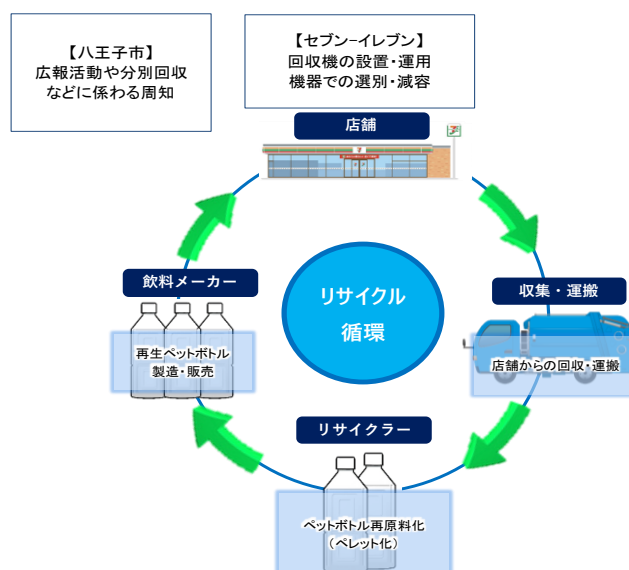 【八王子市】
広報活動や分別回収
などに係わる周知
【セブン-イレブン】
回収機の設置・運用
機器での選別・減容
店舗
7
飲料メーカー
再生ペットボトル
製造・販売
リサイクル
循環
収集・運搬
店舗からの回収・運搬
リサイクラー
ペットボトル再原料化
（ペレット化）